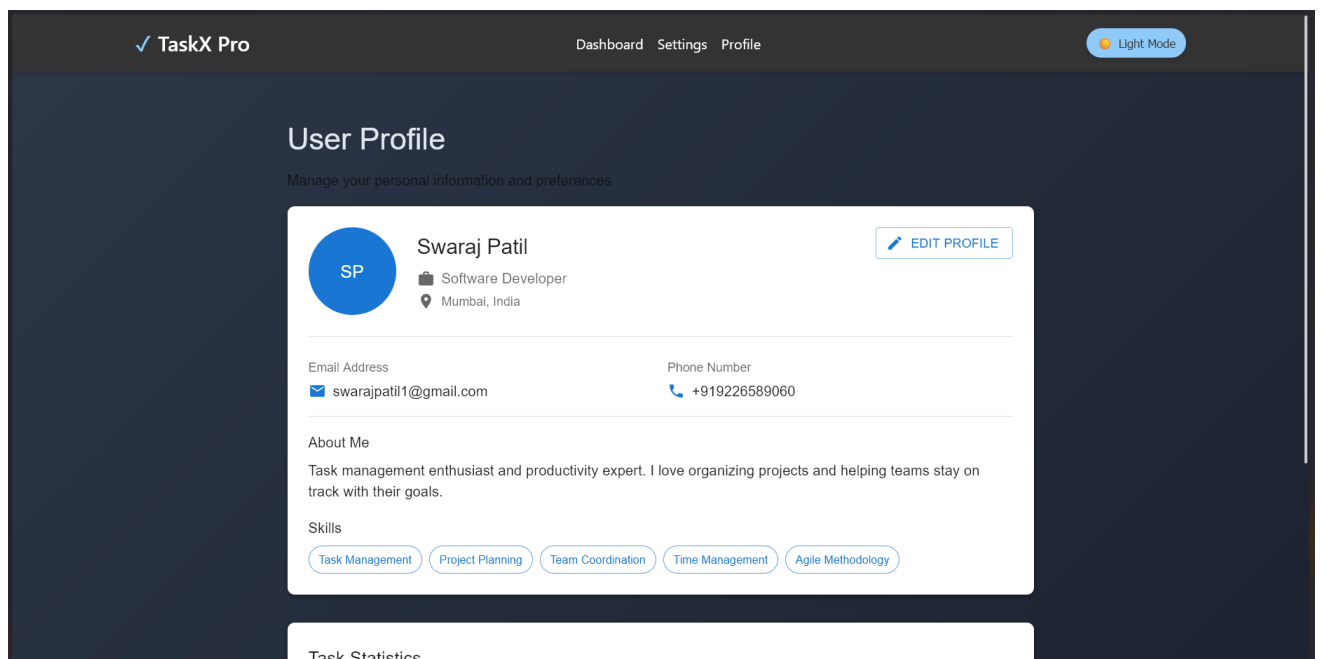 ✓ TaskX Pro
Dashboard Settings Profile
Light Mode
User Profile
Manage your personal information and preferences
SP
Swaraj Patil
Software Developer
Mumbai, India
EDIT PROFILE
Email Address
swarajpatil1@gmail.com
Phone Number
+919226589060
About Me
Task management enthusiast and productivity expert. I love organizing projects and helping teams stay on
track with their goals.
Skills
Task Management Project Planning Team Coordination Time Management Agile Methodology
Task Statistics